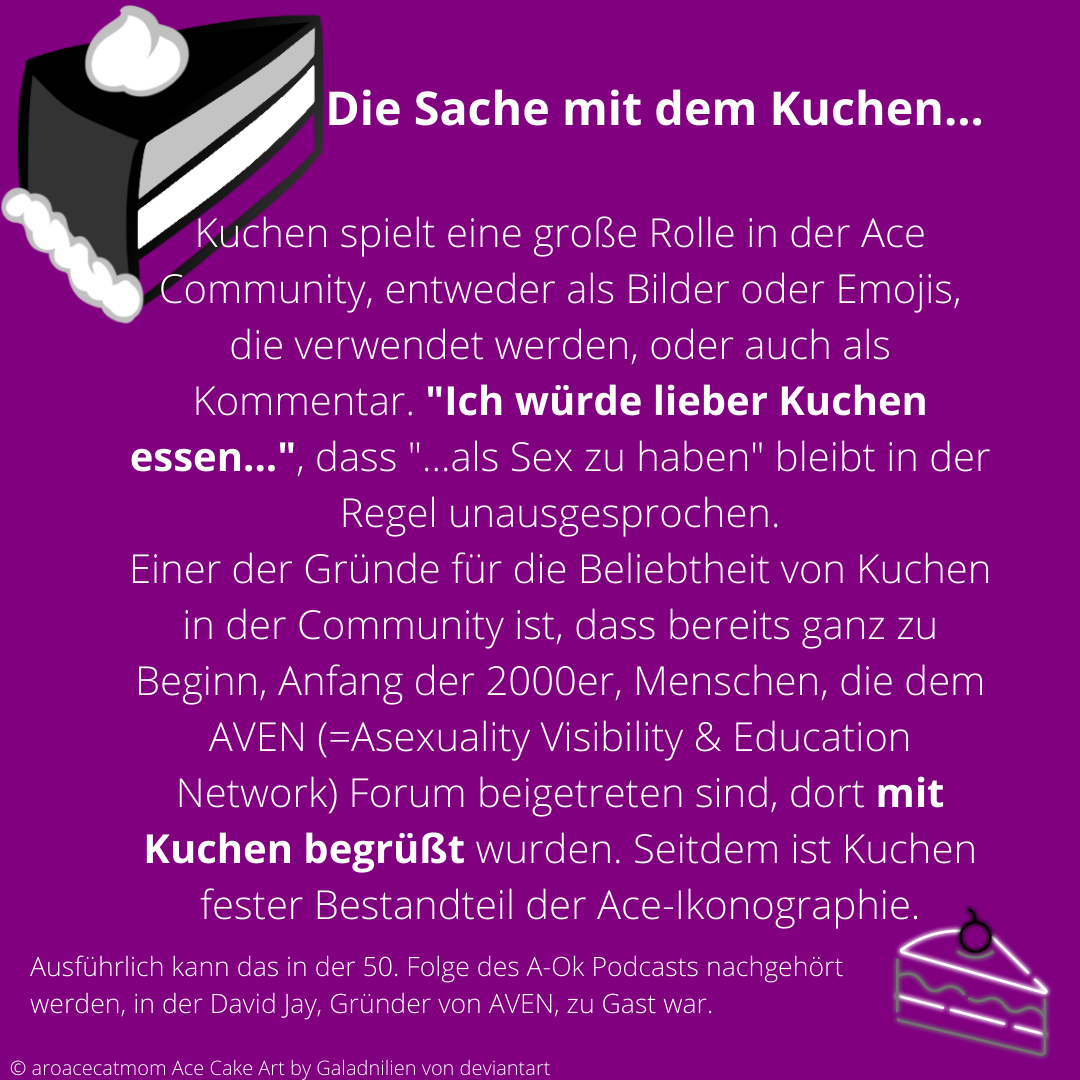 Die Sache mit dem Kuchen...
Kuchen spielt eine große Rolle in der Ace
Community, entweder als Bilder oder Emojis,
die verwendet werden, oder auch als
Kommentar. "Ich würde lieber Kuchen
essen...", dass "...als Sex zu haben" bleibt in der
Regel unausgesprochen.
Einer der Gründe für die Beliebtheit von Kuchen
in der Community ist, dass bereits ganz zu
Beginn, Anfang der 2000er, Menschen, die dem
AVEN (=Asexuality Visibility & Education
Network) Forum beigetreten sind, dort mit
Kuchen begrüßt wurden. Seitdem ist Kuchen
fester Bestandteil der Ace-Ikonographie.
Ausführlich kann das in der 50. Folge des A-Ok Podcasts nachgehört
werden, in der David Jay, Gründer von AVEN, zu Gast war.
© aroacecatmom Ace Cake Art by Galadnilien von deviantart